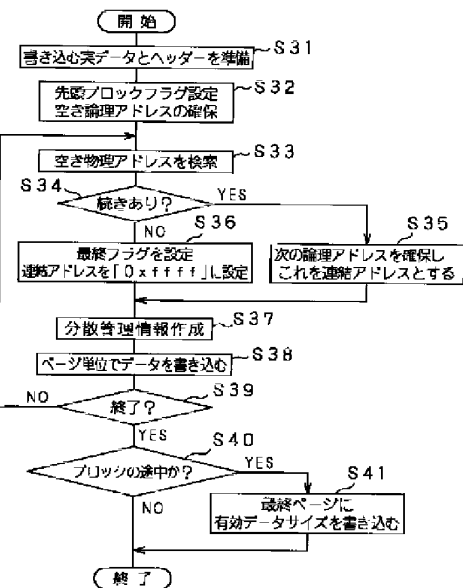 開始
S31
書き込む実データとヘッダーを準備
S32
先頭ブロックフラグ設定
空き論理アドレスの確保
S33
空き物理アドレスを検索
S34
続きあり?
YES
NO
S36
最終フラグを設定
連結アドレスを「0xffff」に設定
S35
次の論理アドレスを確保し
これを連結アドレスとする
S37
分散管理情報作成
S38
ページ単位でデータを書き込む
S39
NO
終了?
YES
S40
ブロックの途中か?
YES
NO
S41
最終ページに
有効データサイズを書き込む
終了